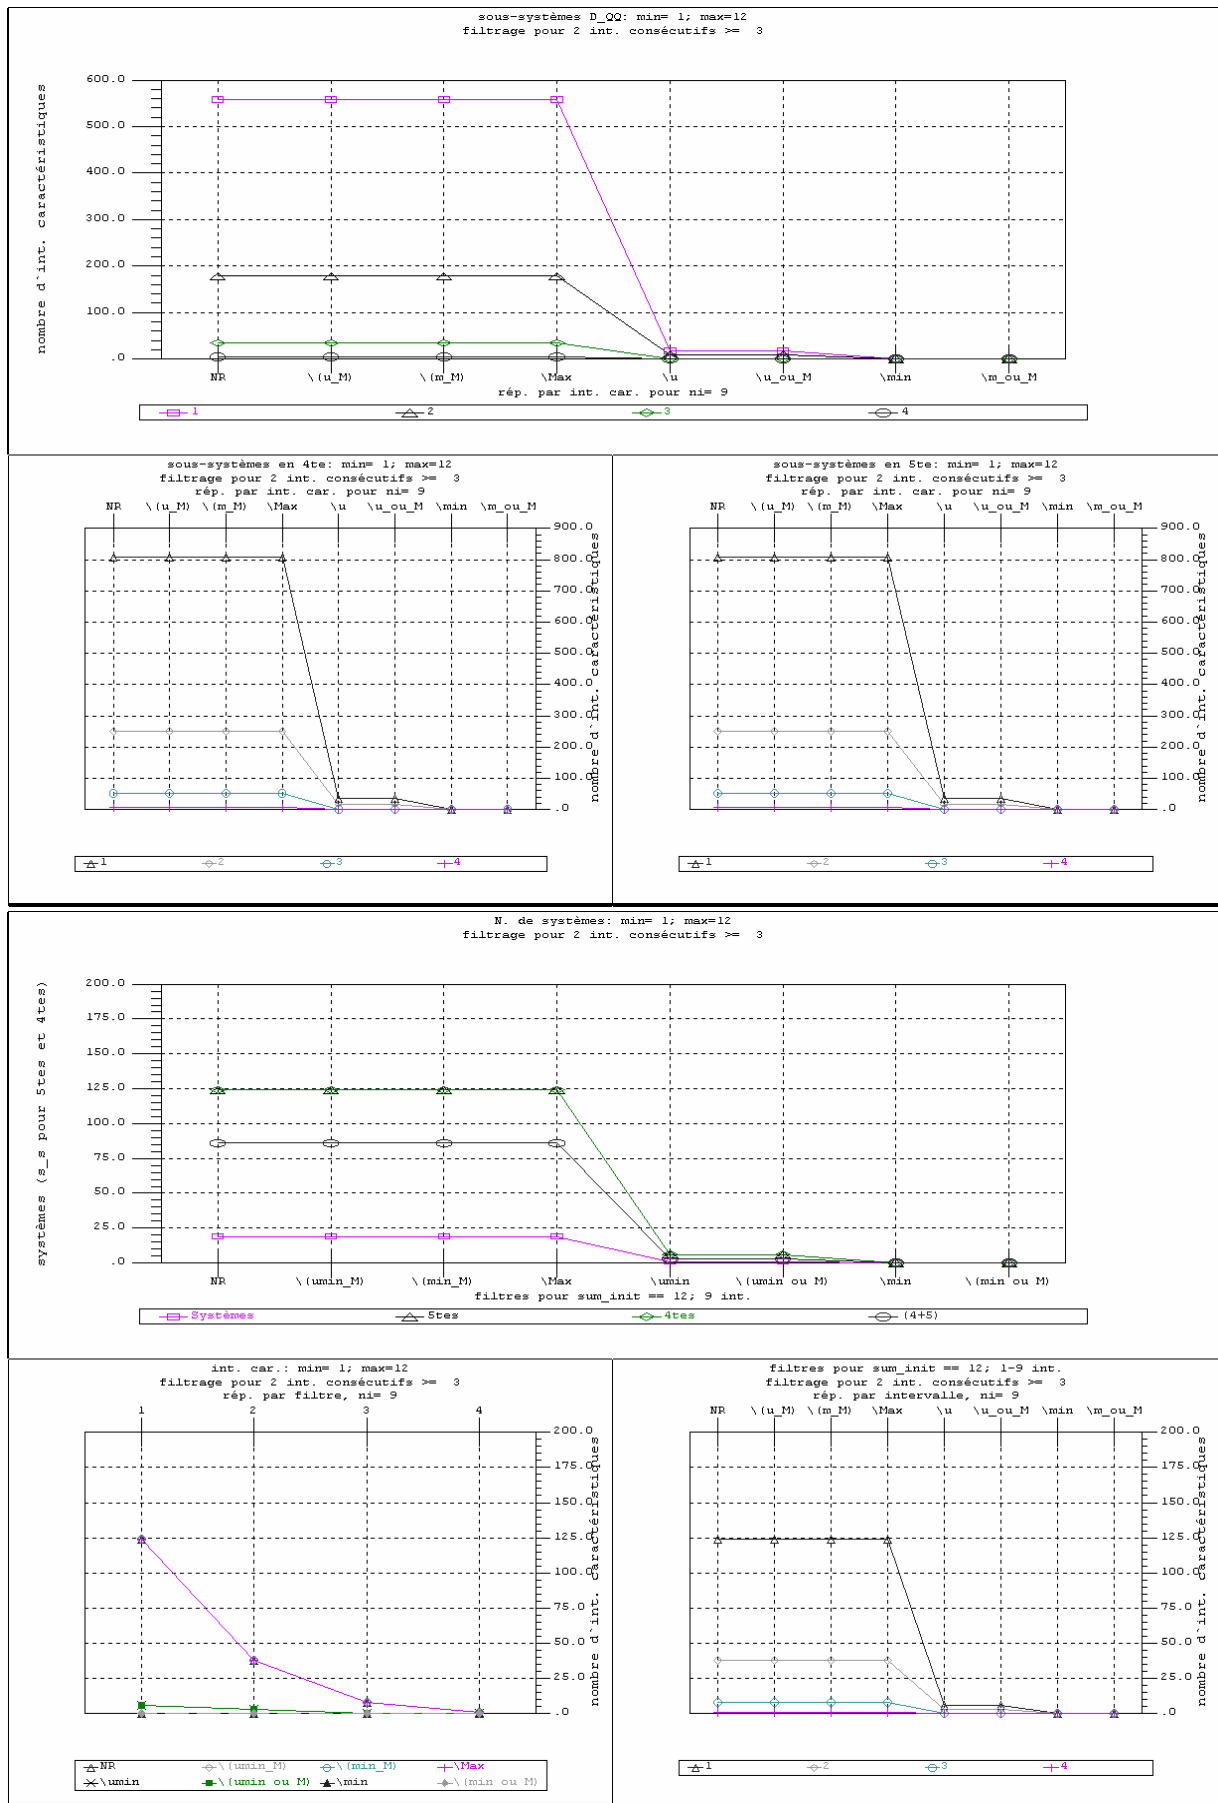 sous-systèmes D_QQ: min= 1; max=12
filtrage pour 2 int. consécutifs >= 3
nombre d`int. caractéristiques
600.0
500.0
400.0
300.0
200.0
100.0
.0
NR \(u_M) \(m_M) \Max \u \u_ou_M \min \m_ou_M
rép. par int. car. pour ni= 9
1 2 3 4
sous-systèmes en 4te: min= 1; max=12
filtrage pour 2 int. consécutifs >= 3
rép. par int. car. pour ni= 9
NR \(u_M) \(m_M) \Max \u \u_ou_M \min \m_ou_M
900.0
800.0
700.0
600.0
500.0
400.0
300.0
200.0
100.0
.0
nombre d`int. caractéristiques
1 2 3 4
sous-systèmes en 5te: min= 1; max=12
filtrage pour 2 int. consécutifs >= 3
rép. par int. car. pour ni= 9
NR \(u_M) \(m_M) \Max \u \u_ou_M \min \m_ou_M
900.0
800.0
700.0
600.0
500.0
400.0
300.0
200.0
100.0
.0
nombre d`int. caractéristiques
1 2 3 4
N. de systèmes: min= 1; max=12
filtrage pour 2 int. consécutifs >= 3
systèmes (s_s pour 5tes et 4tes)
200.0
175.0
150.0
125.0
100.0
75.0
50.0
25.0
.0
NR \(umin_M) \(min_M) \Max \umin \(umin ou M) \min \(min ou M)
filtres pour sum_init == 12; 9 int.
Systèmes 5tes 4tes (4+5)
int. car.: min= 1; max=12
filtrage pour 2 int. consécutifs >= 3
rép. par filtre, ni= 9
1 2 3 4
200.0
175.0
150.0
125.0
100.0
75.0
50.0
25.0
.0
nombre d`int. caractéristiques
NR \(umin_M) \(min_M) \Max
\umin \(umin ou M) \min \(min ou M)
filtres pour sum_init == 12; 1-9 int.
filtrage pour 2 int. consécutifs >= 3
rép. par intervalle, ni= 9
NR \(u_M) \(m_M) \Max \u \u_ou_M \min \m_ou_M
200.0
175.0
150.0
125.0
100.0
75.0
50.0
25.0
.0
nombre d`int. caractéristiques
1 2 3 4